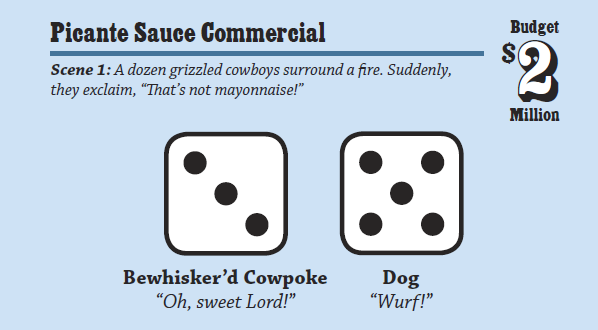 Picante Sauce Commercial
Budget
$2
Million
Scene 1: A dozen grizzled cowboys surround a fire. Suddenly,
they exclaim, “That’s not mayonnaise!”
Bewhisker’d Cowpoke
“Oh, sweet Lord!”
Dog
“Wurf!”